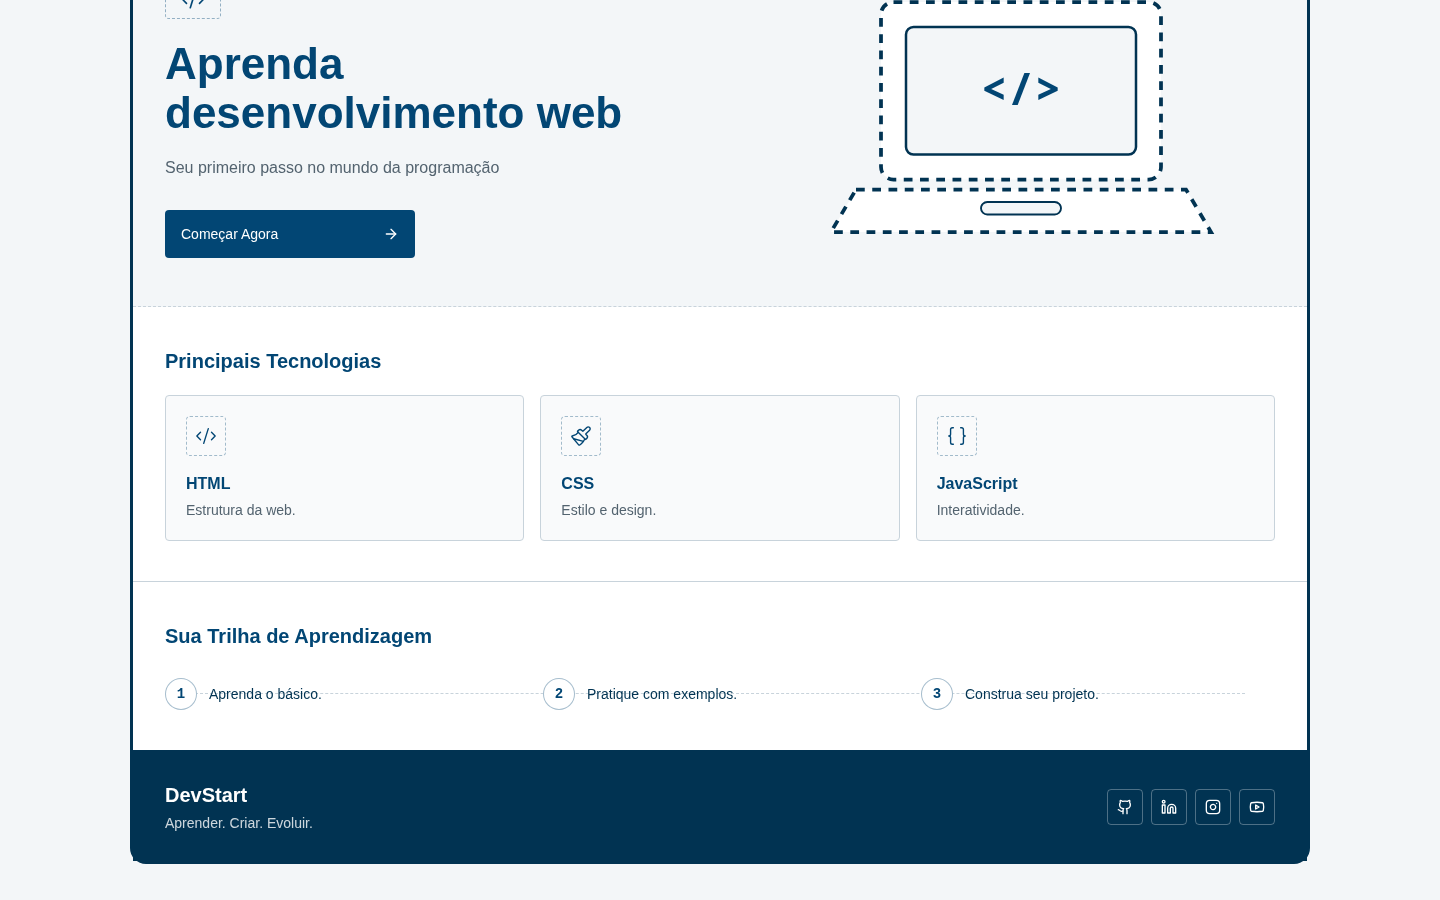 Aprenda
desenvolvimento web
</>
Seu primeiro passo no mundo da programação
Começar Agora
Principais Tecnologias
HTML
Estrutura da web.
CSS
Estilo e design.
{ }
JavaScript
Interatividade.
Sua Trilha de Aprendizagem
1 Aprenda o básico.
2 Pratique com exemplos.
3 Construa seu projeto.
DevStart
Aprender. Criar. Evoluir.